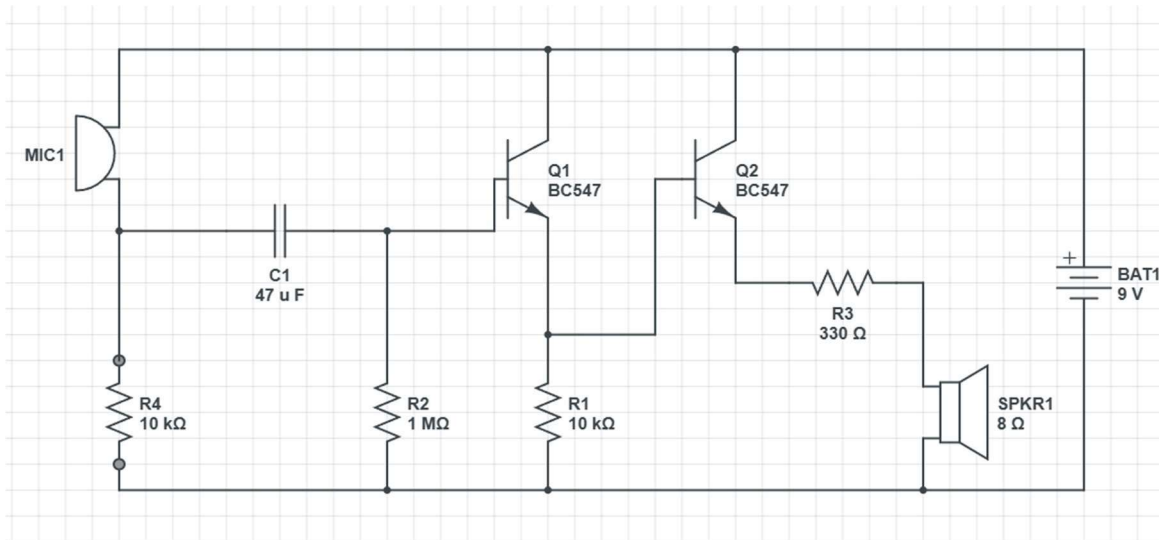 MIC1
C1
47 u F
Q1
BC547
Q2
BC547
+
BAT1
9 V
R3
330 Ω
R4
10 kΩ
R2
1 MΩ
R1
10 kΩ
SPKR1
8 Ω